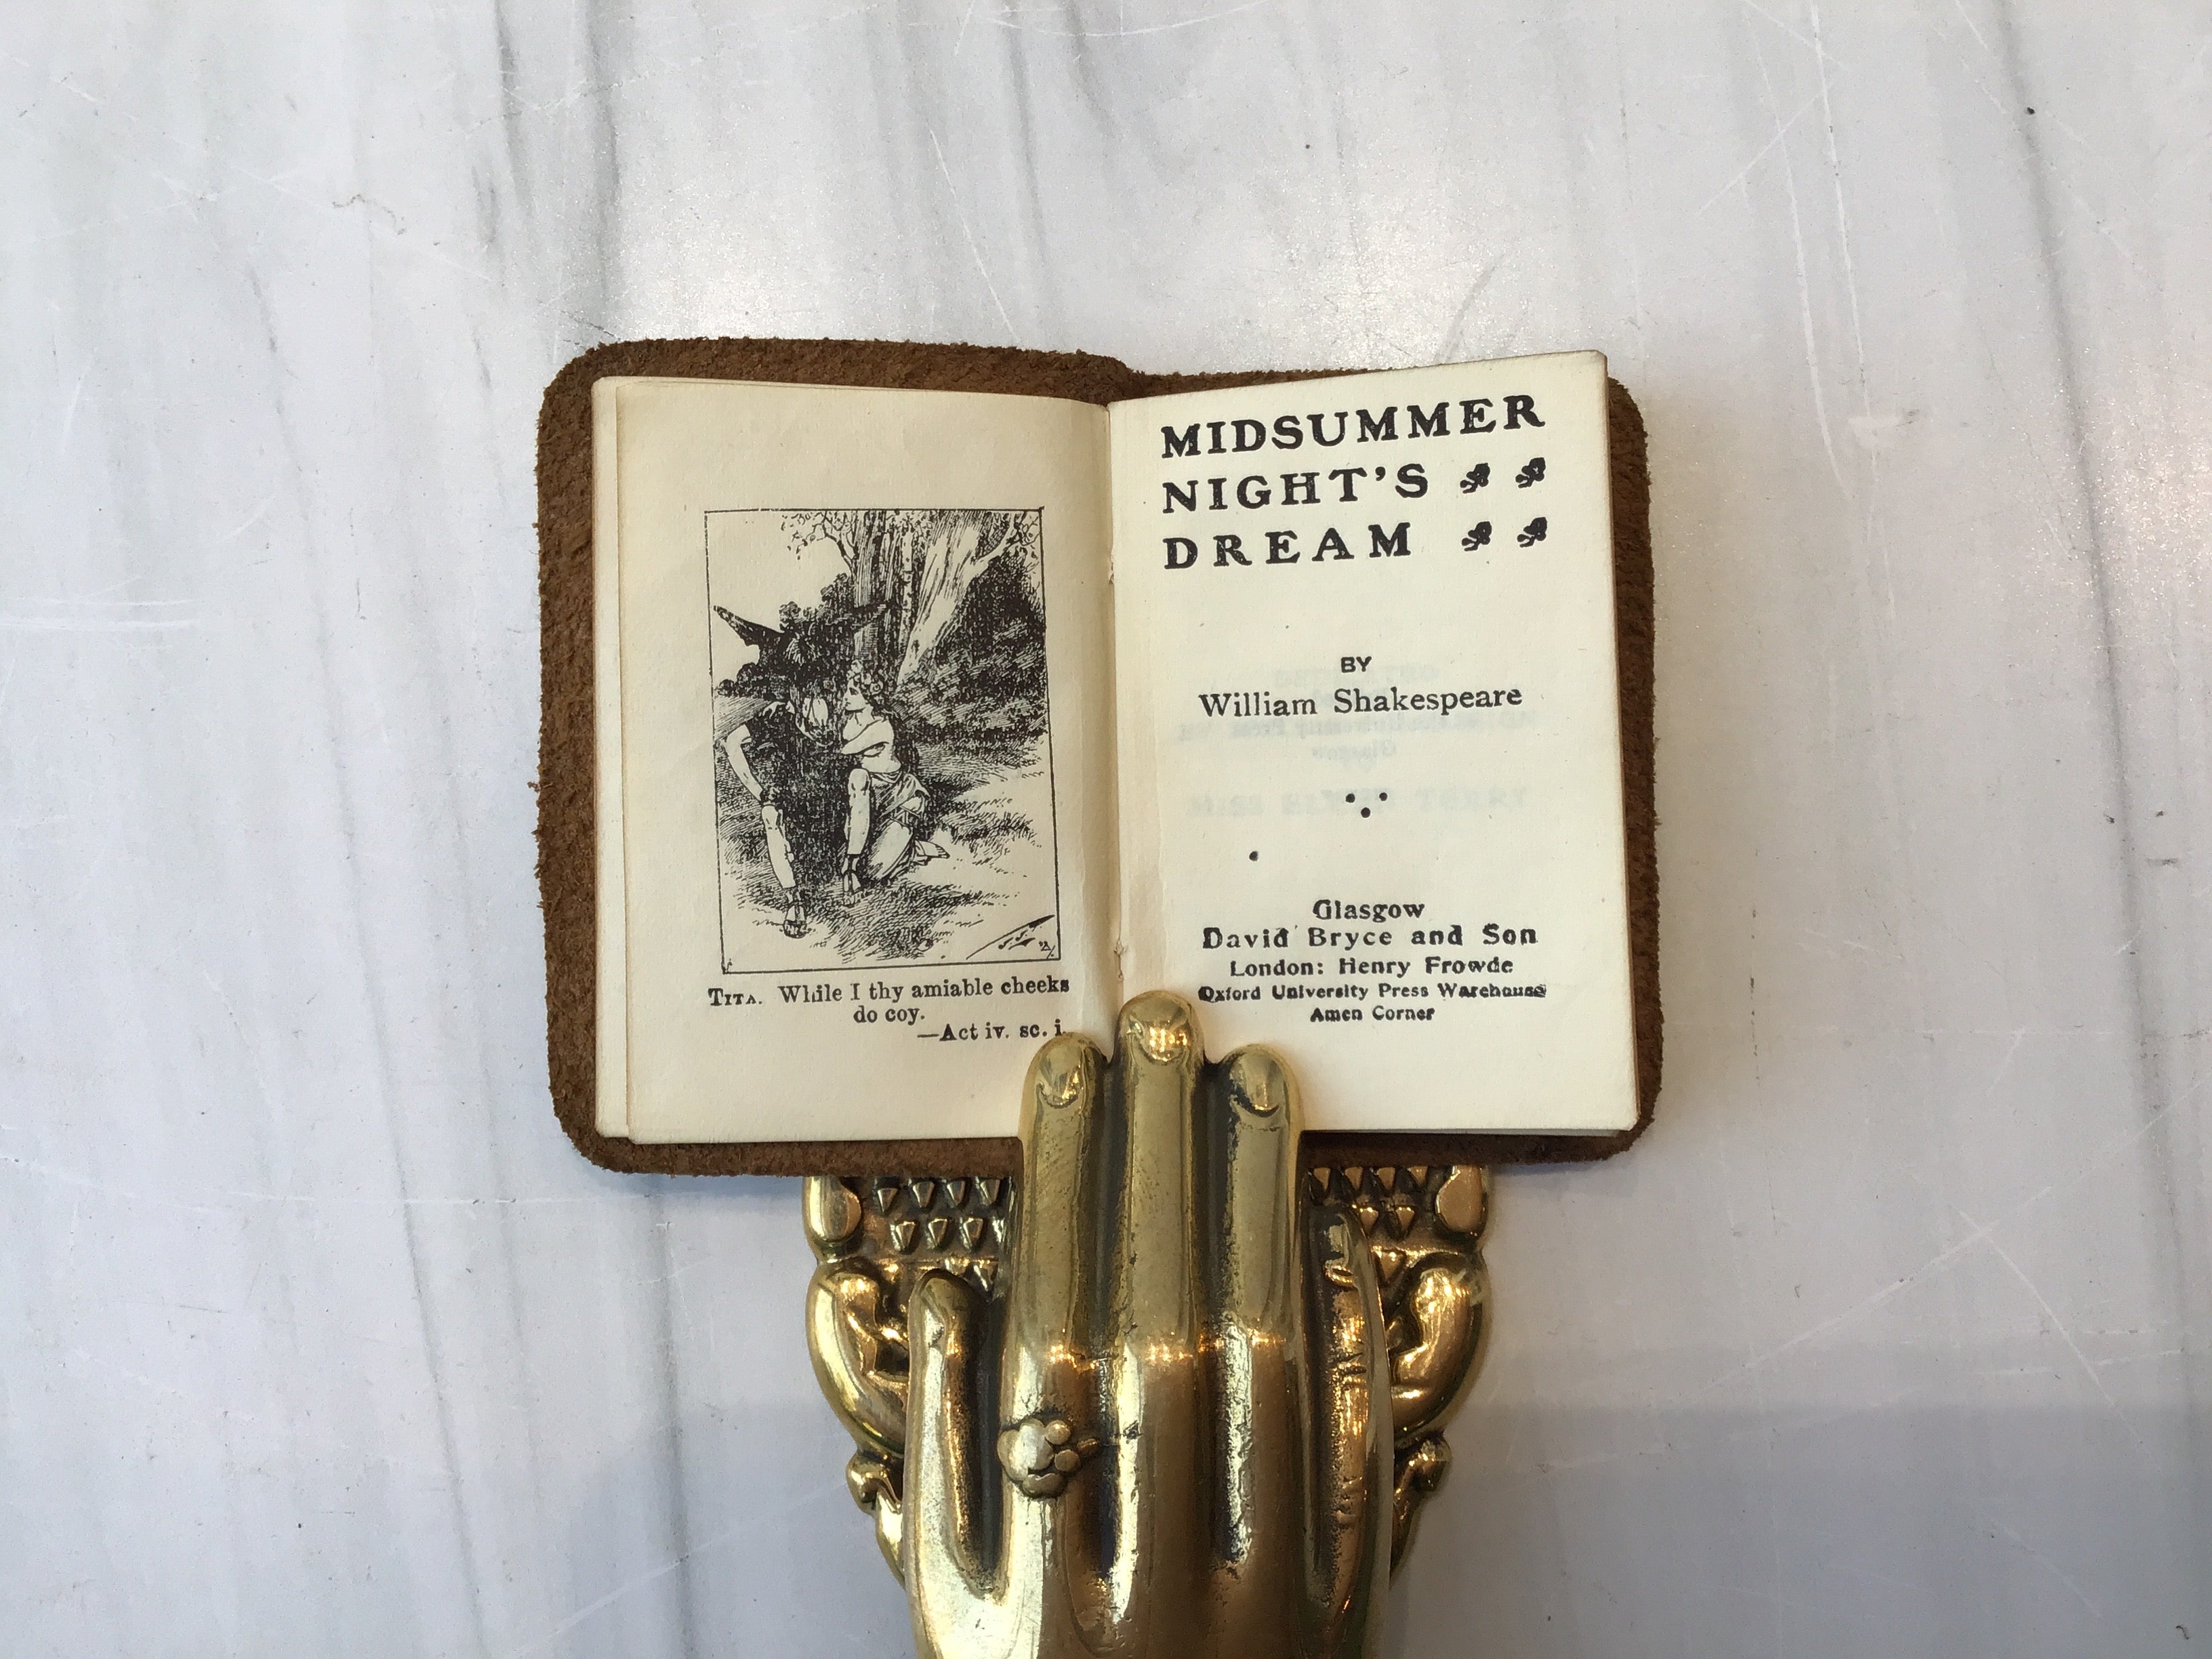 TITA. While I thy amiable cheeks
do coy.
—Act iv. sc. i.
MIDSUMMER
NIGHT'S
DREAM
BY
William Shakespeare
Glasgow
David Bryce and Son
London: Henry Frowde
Oxford University Press Warehouse
Amen Corner